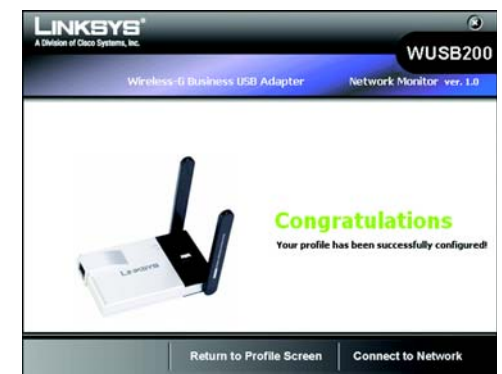 LINKSYS®
A Division of Cisco Systems, Inc.
WUSB200
Wireless-G Business USB Adapter
Network Monitor ver. 1.0
LINKSYS
Congratulations
Your profile has been successfully configured!
Return to Profile Screen
Connect to Network